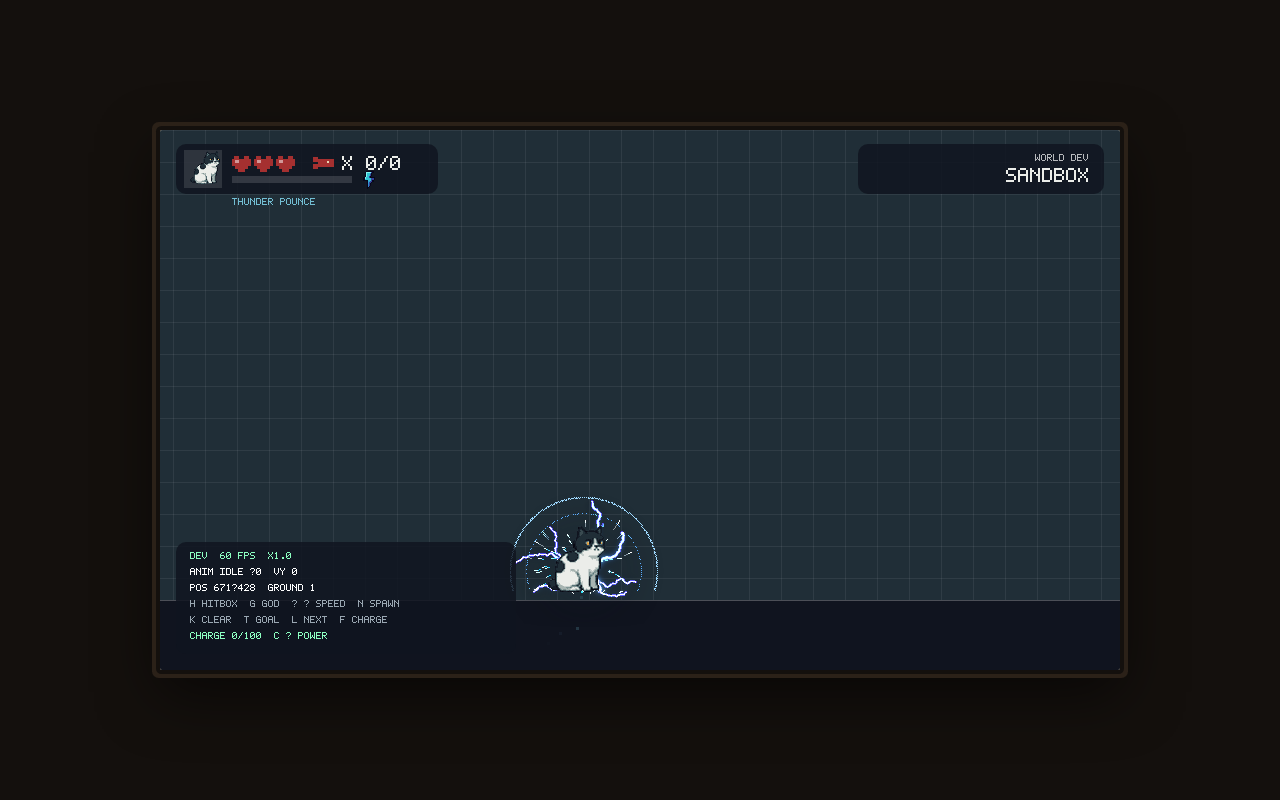 X 0/0
THUNDER POUNCE
WORLD DEV
SANDBOX
DEV 60 FPS X1.0
ANIM IDLE ?0 VY 0
POS 671?428 GROUND 1
H HITBOX G GOD ? ? SPEED N SPAWN
K CLEAR T GOAL L NEXT F CHARGE
CHARGE 0/100 C ? POWER